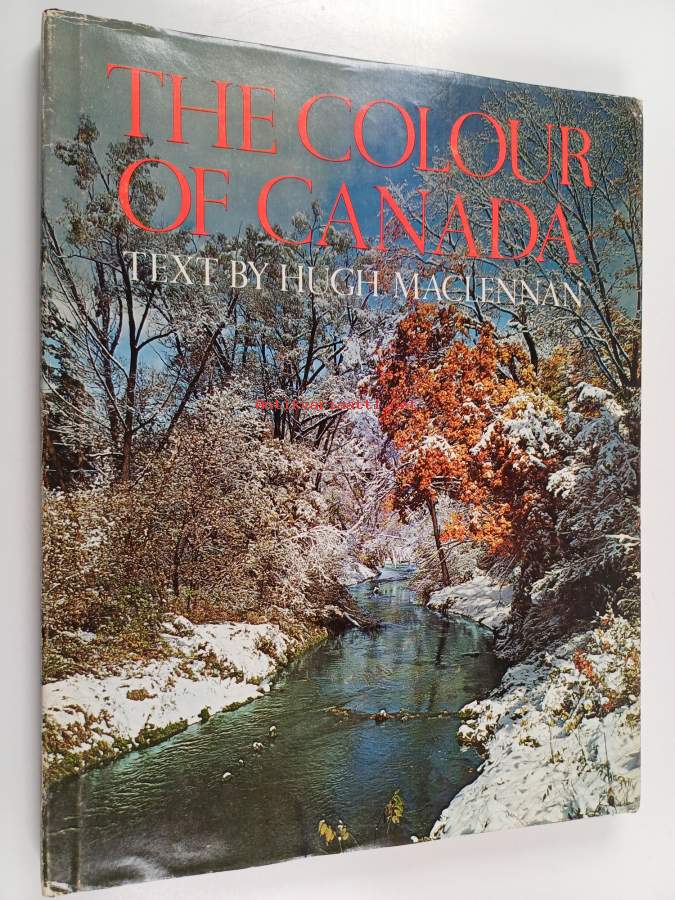 THE COLOUR
OF CANADA
TEXT BY HUGH MACLENNAN